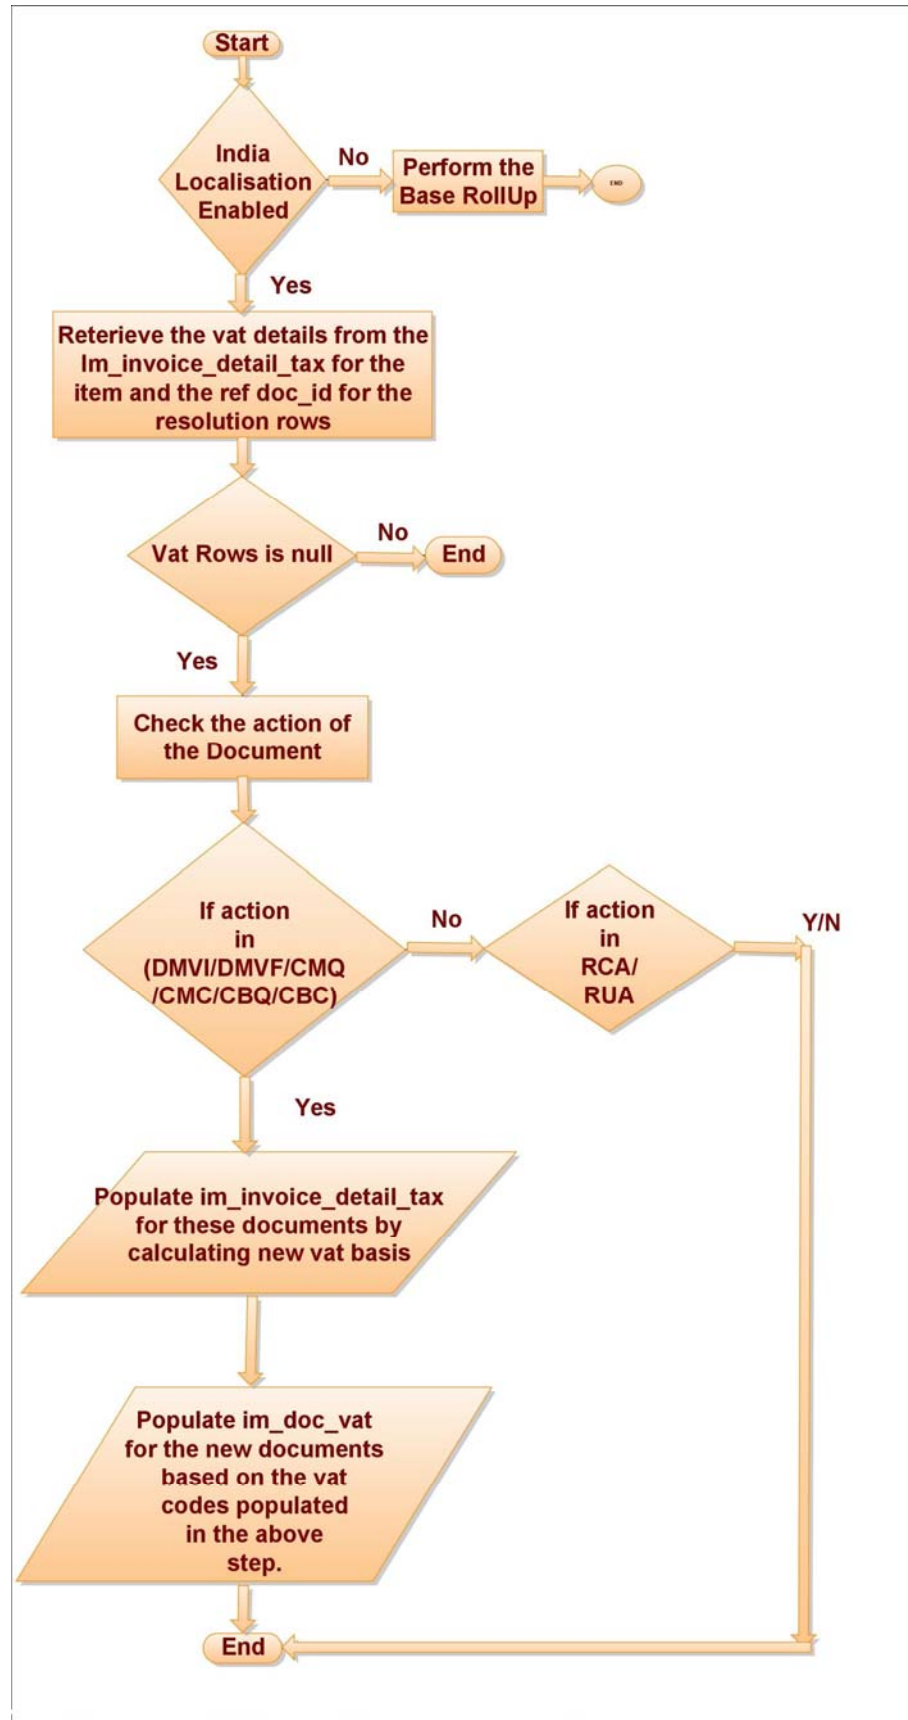 Start
India
Localisation
Enabled
No
Perform the
Base RollUp
END
Yes
Reterieve the vat details from the
Im_invoice_detail_tax for the
item and the ref doc_id for the
resolution rows
Vat Rows is null
No
End
Yes
Check the action of
the Document
If action
in
(DMVI/DMVF/CMQ
/CMC/CBQ/CBC)
No
If action
in
RCA/
RUA
Y/N
Yes
Populate im_invoice_detail_tax
for these documents by
calculating new vat basis
Populate im_doc_vat
for the new documents
based on the vat
codes populated
in the above
step.
End